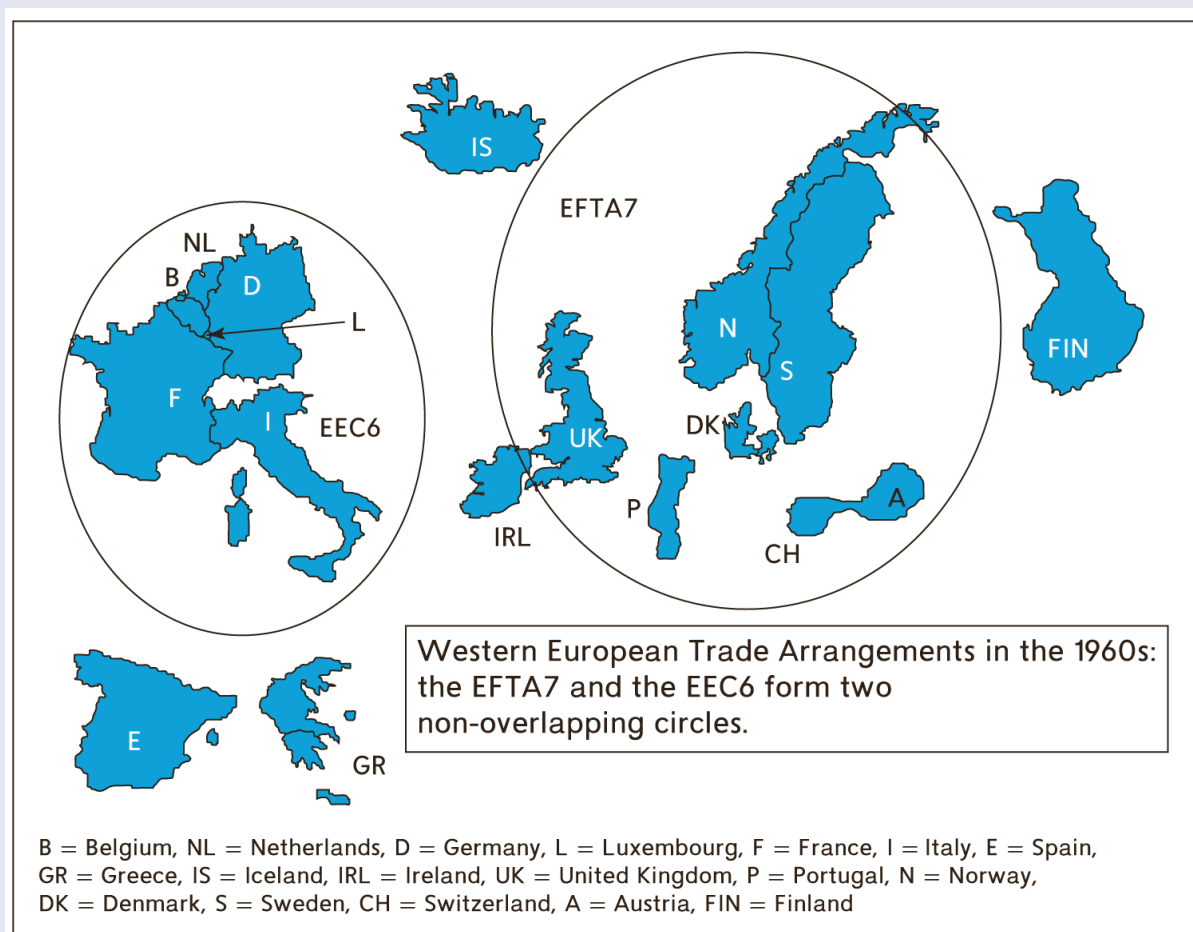 IS
EFTA7
NL
B
D
L
N
FIN
S
F
I
EEC6
DK
UK
A
P
IRL
CH
Western European Trade Arrangements in the 1960s:
the EFTA7 and the EEC6 form two
non-overlapping circles.
E
GR
B = Belgium, NL = Netherlands, D = Germany, L = Luxembourg, F = France, I = Italy, E = Spain,
GR = Greece, IS = Iceland, IRL = Ireland, UK = United Kingdom, P = Portugal, N = Norway,
DK = Denmark, S = Sweden, CH = Switzerland, A = Austria, FIN = Finland